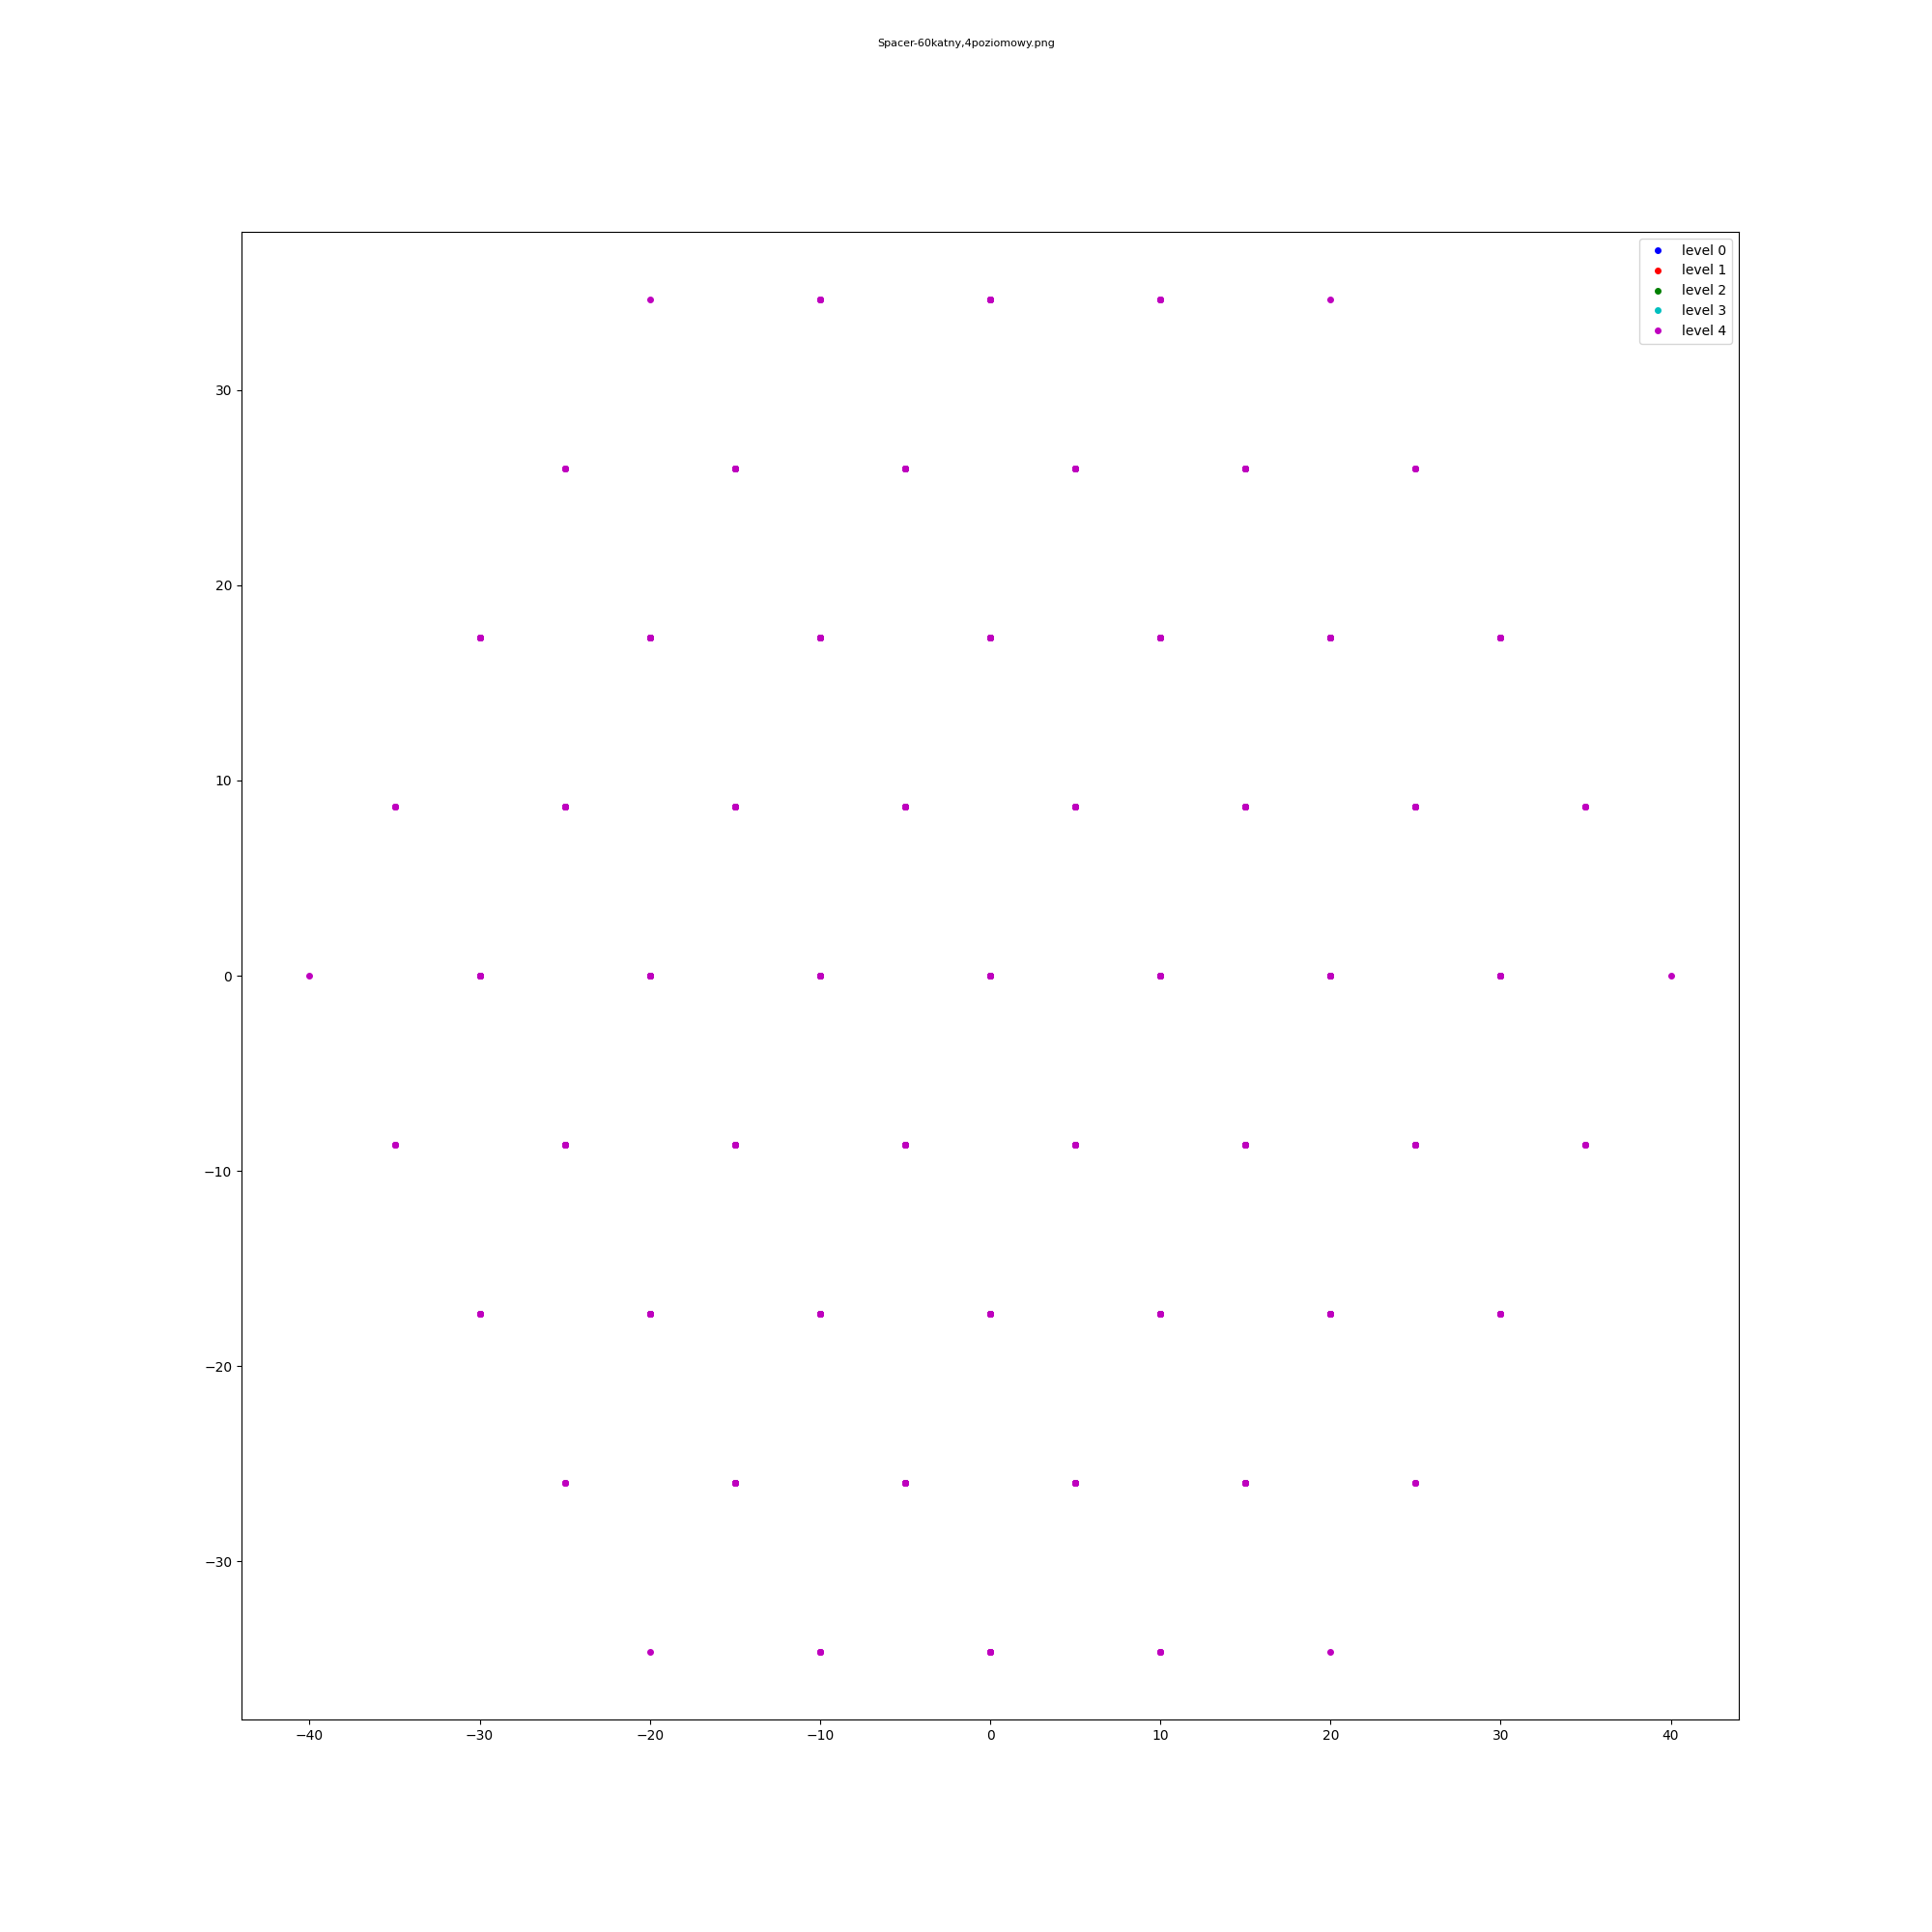 Spacer-60katny,4poziomowy.png
level 0
level 1
level 2
level 3
level 4
30
20
10
0
−10
−20
−30
−40 −30 −20 −10 0 10 20 30 40